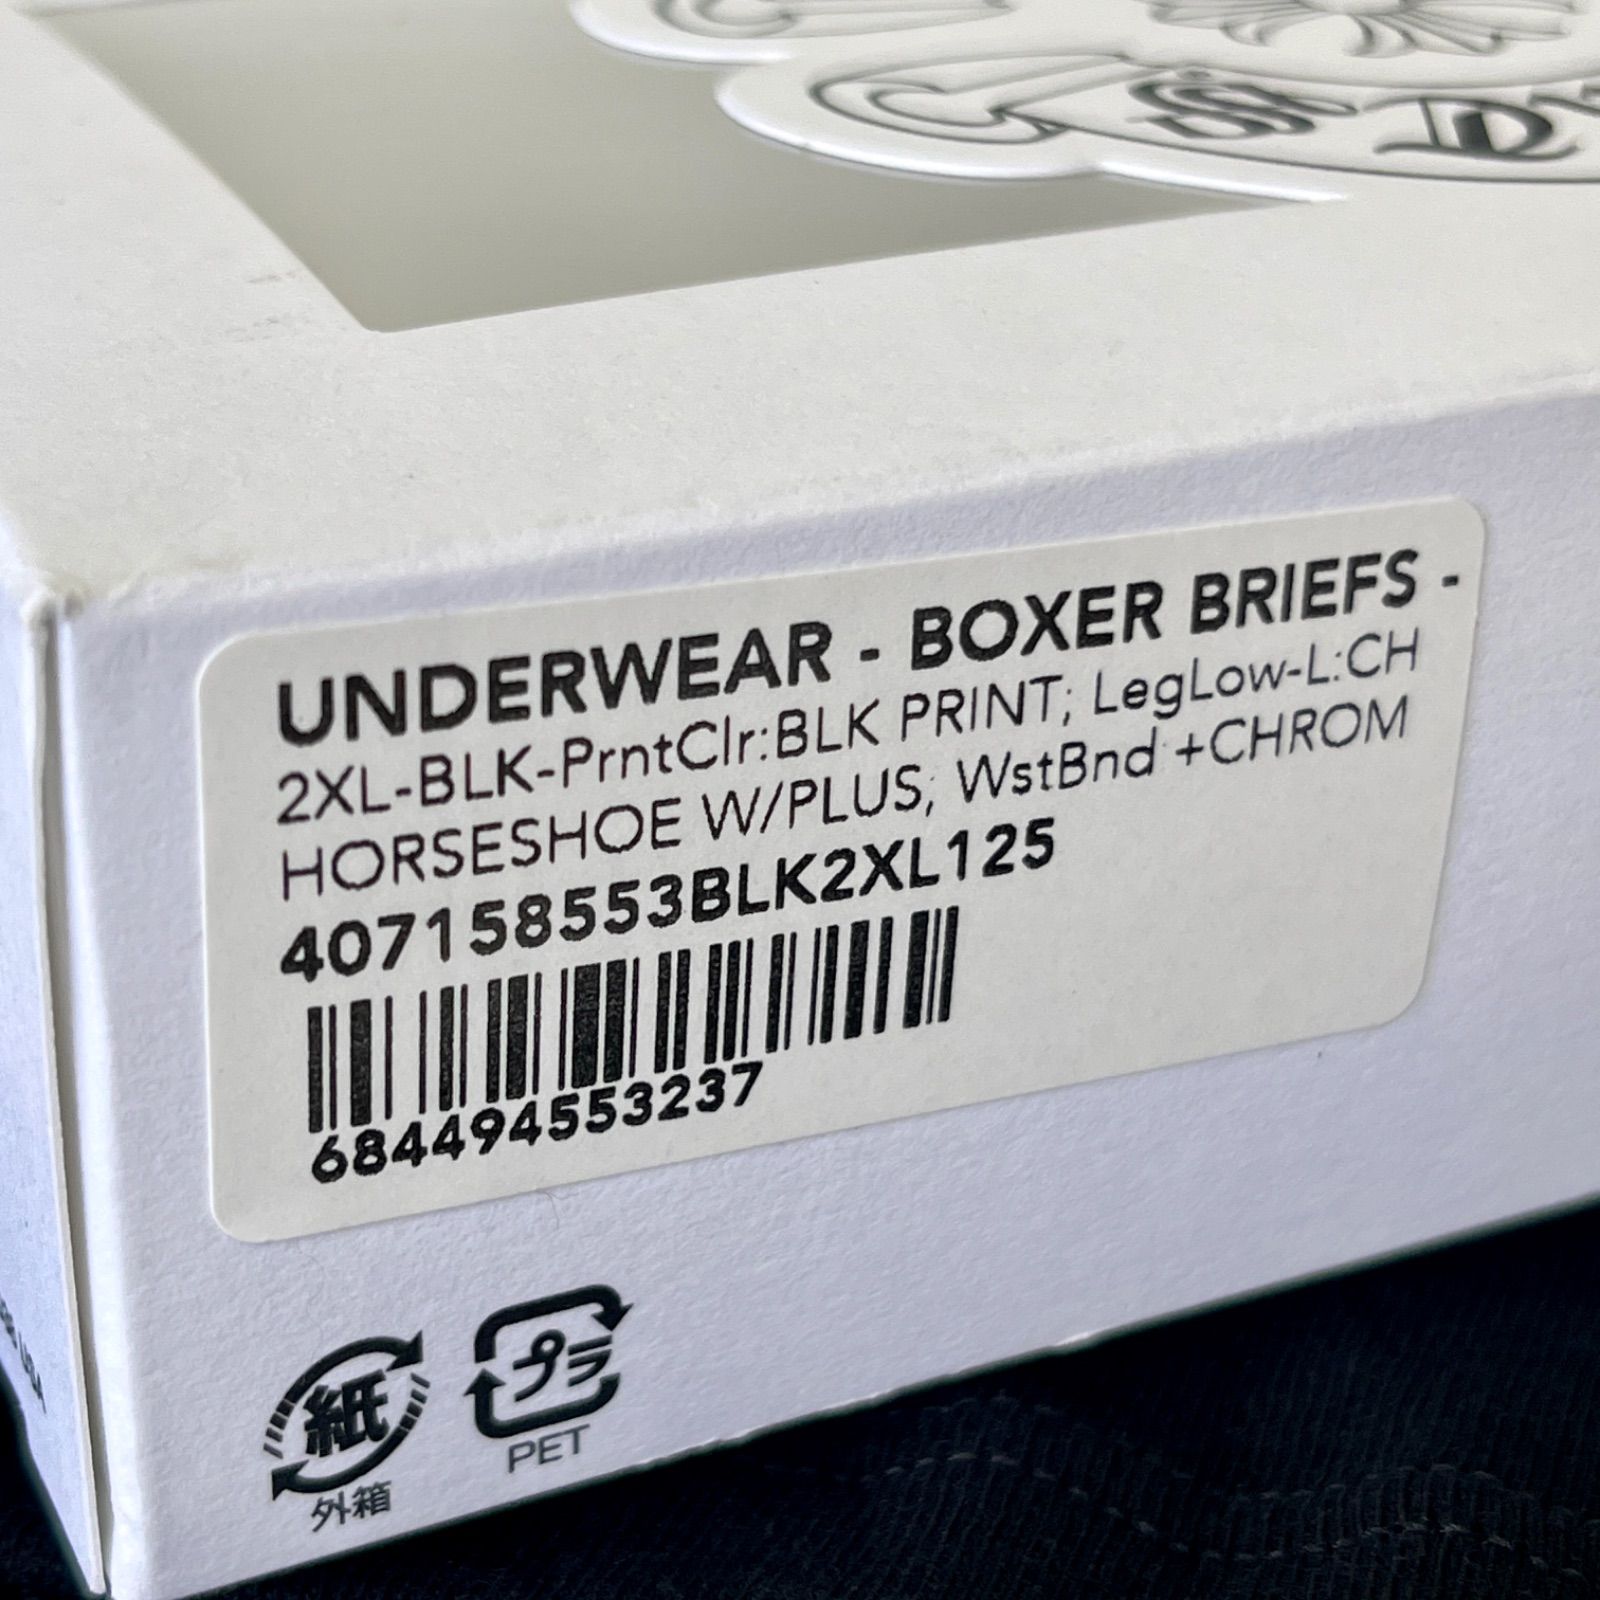 UNDERWEAR - BOXER BRIEFS -
2XL-BLK-PrntClr:BLK PRINT; LegLow-L:CH
HORSESHOE W/PLUS; WstBnd +CHROM
407158553BLK2XL125
684494553237
紙
外箱
プラ
PET
USA